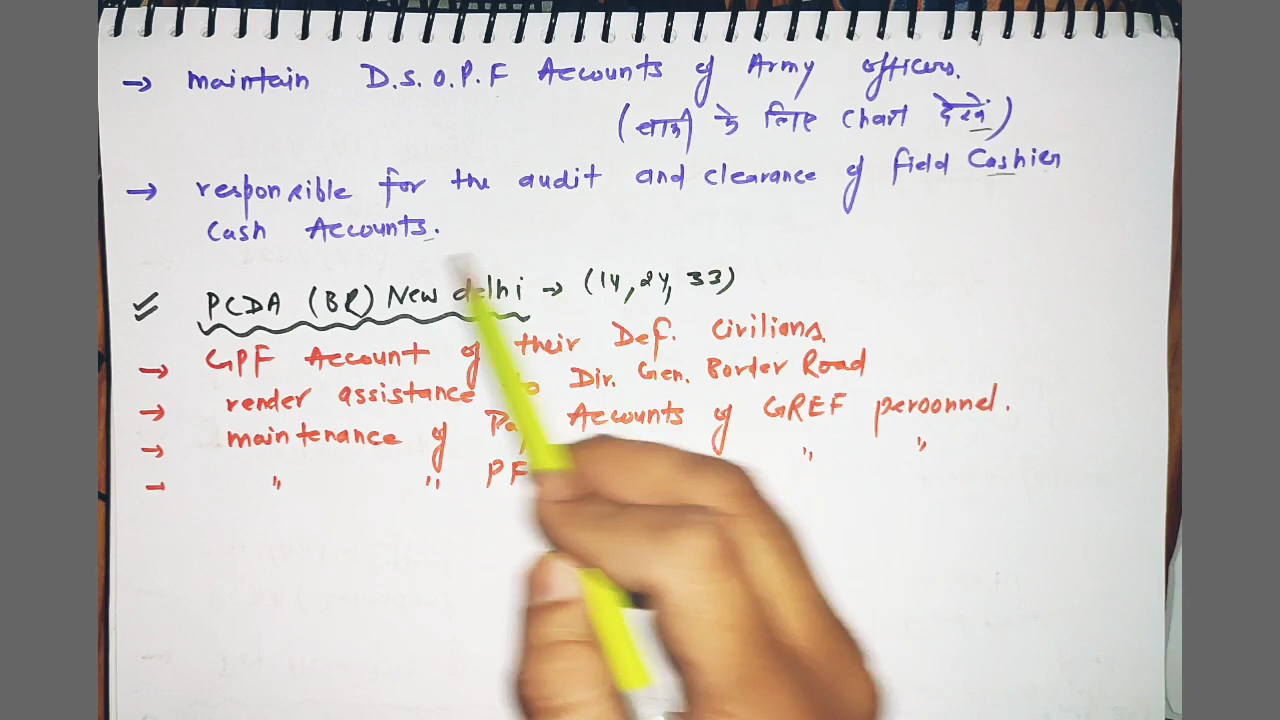 → maintain D.S.O.P.F Accounts of Army officers.
(बाकी के लिए chart देखें)
→ responsible for the audit and clearance of field Cashier
Cash Accounts.
PCDA (BR) New delhi → (14, 24, 33)
→ GPF Account of their Def. Civilians.
→ render assistance to Dir. Gen. Border Road
→ maintenance of Pay Accounts of GREF personnel.
– " " PF " "